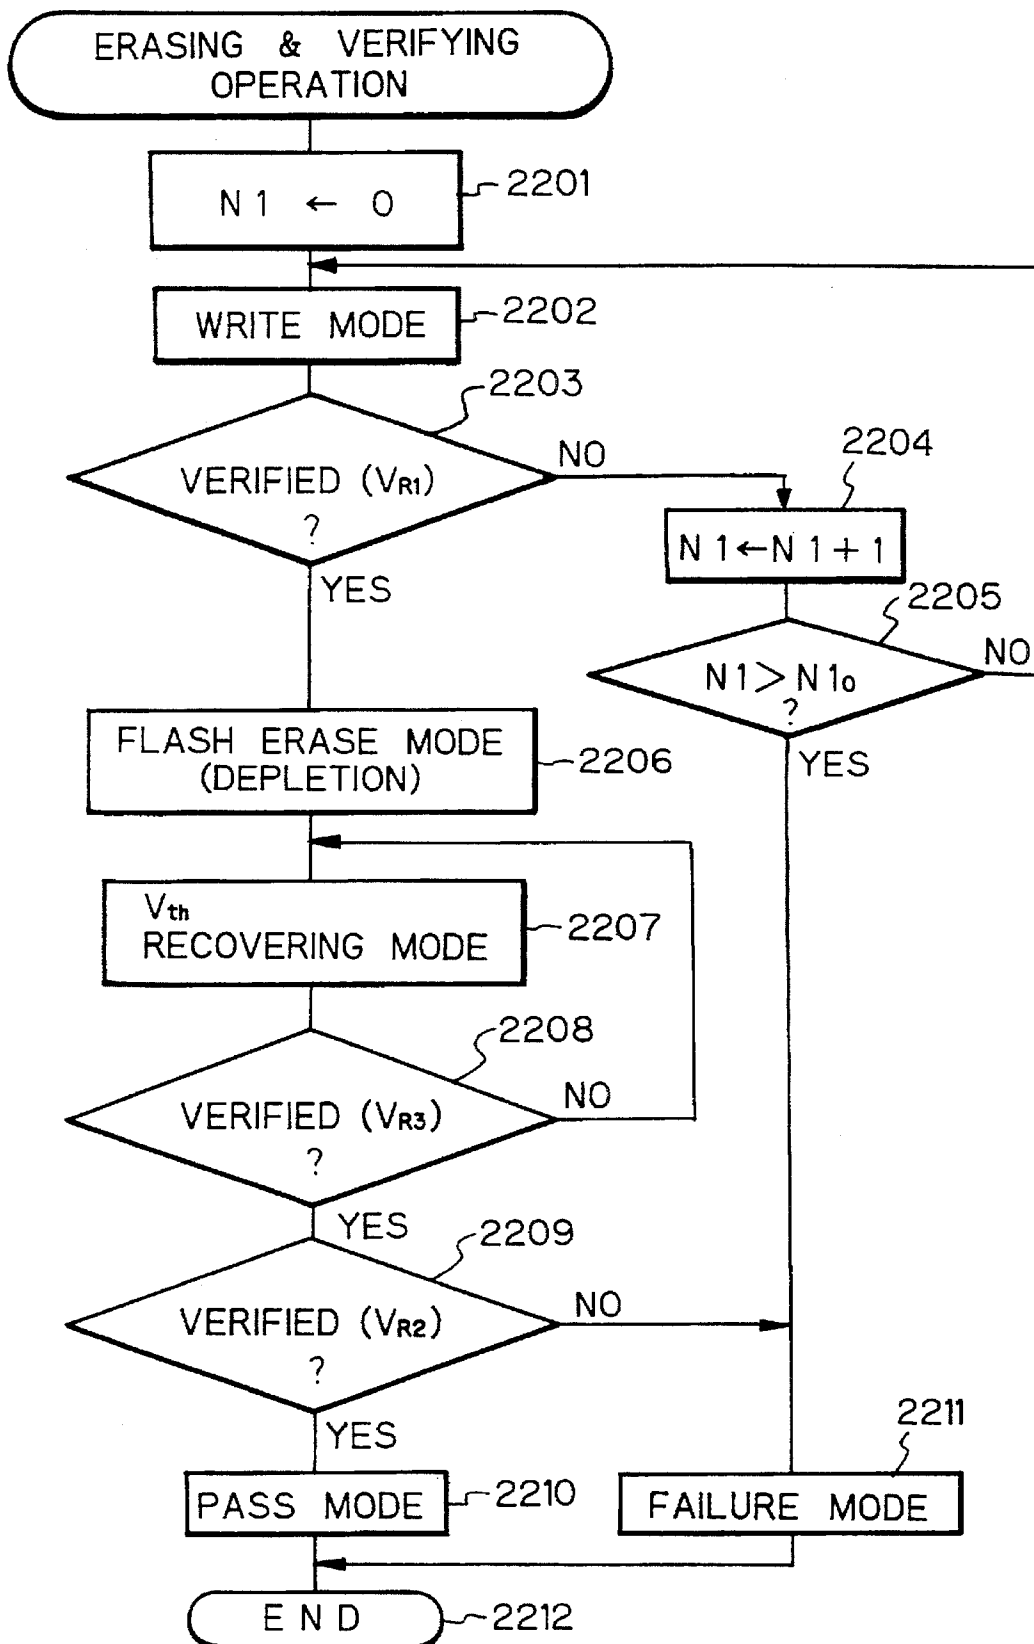 ERASING & VERIFYING
OPERATION
N1 ← 0
2201
WRITE MODE
2202
2203
VERIFIED (VR1)
?
NO
YES
2204
N1←N1+1
2205
N1>N10
?
NO
YES
FLASH ERASE MODE
(DEPLETION)
2206
Vth
RECOVERING MODE
2207
2208
VERIFIED (VR3)
?
NO
YES
2209
VERIFIED (VR2)
?
NO
YES
PASS MODE
2210
2211
FAILURE MODE
END
2212